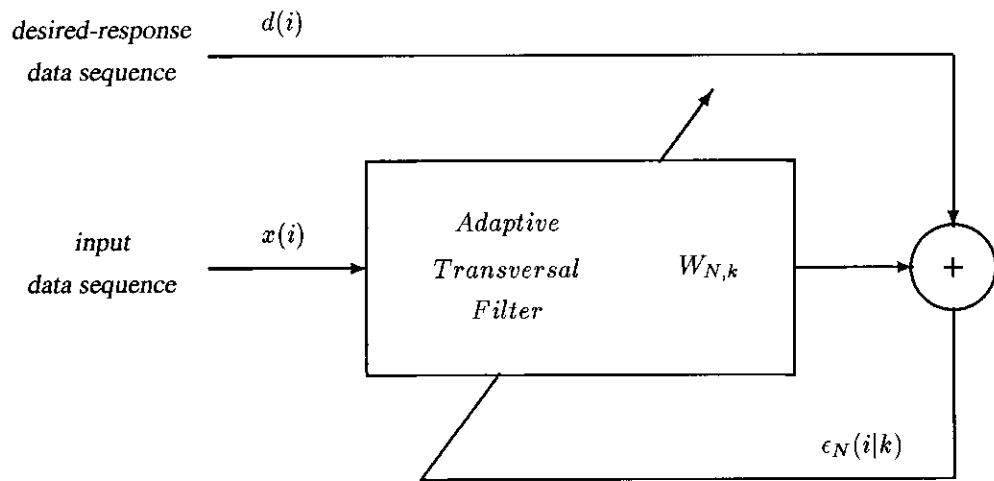 desired-response
data sequence
d(i)
input
data sequence
x(i)
Adaptive
Transversal
Filter
W_{N,k}
+
ϵ_N(i|k)